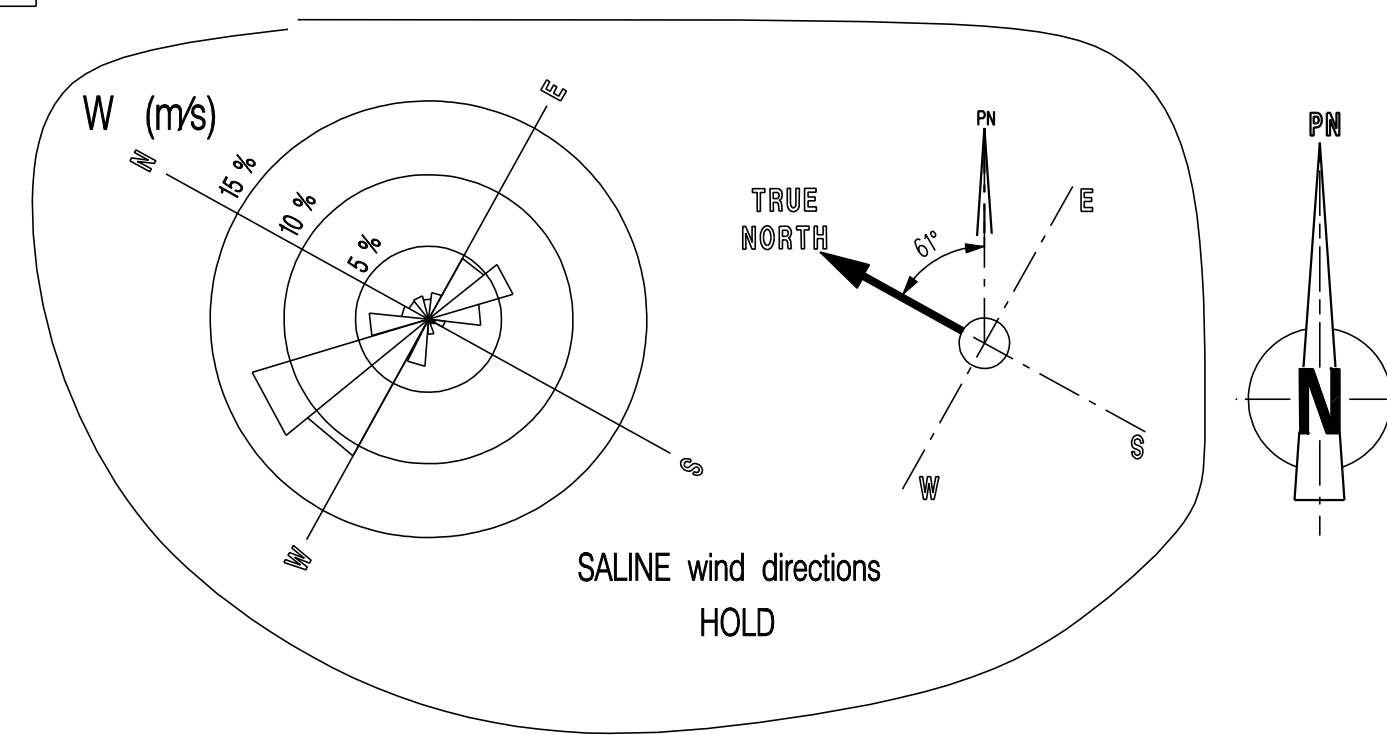 W (m/s)
N
E
S
W
15 %
10 %
5 %
TRUE
NORTH
PN
61°
E
S
W
PN
N
SALINE wind directions
HOLD